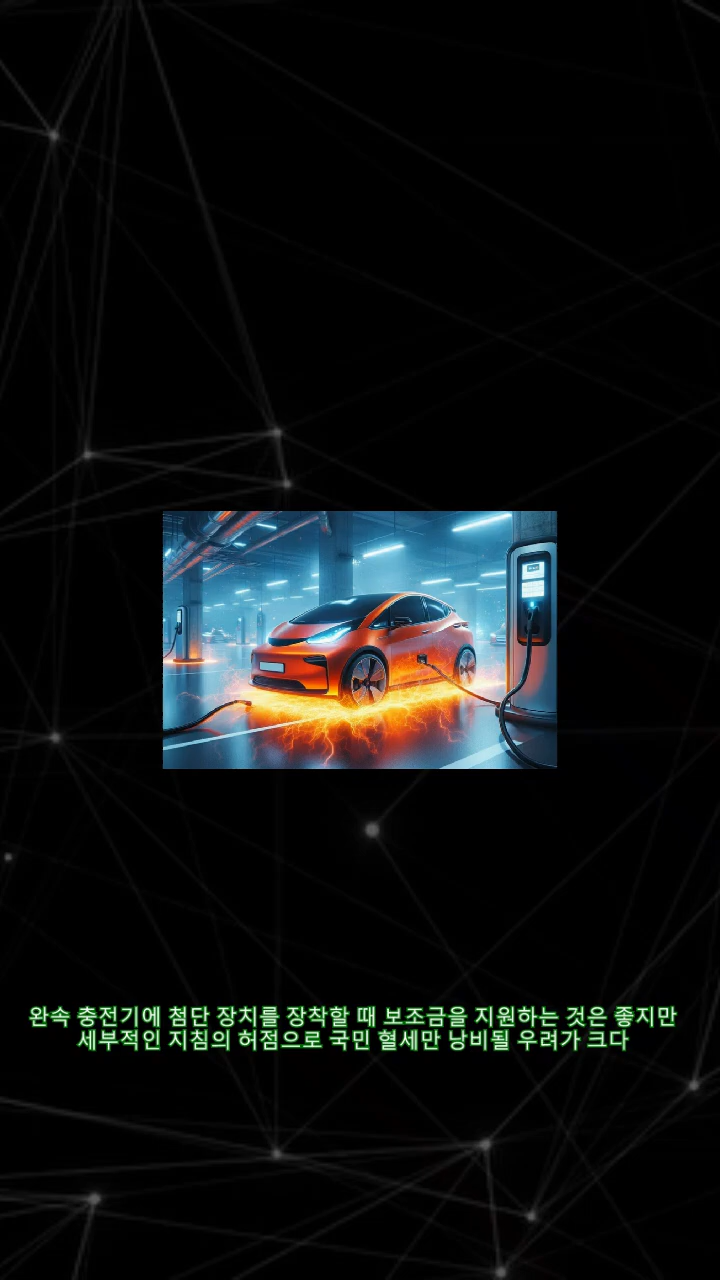 완속 충전기에 첨단 장치를 장착할 때 보조금을 지원하는 것은 좋지만
세부적인 지침의 허점으로 국민 혈세만 낭비될 우려가 크다